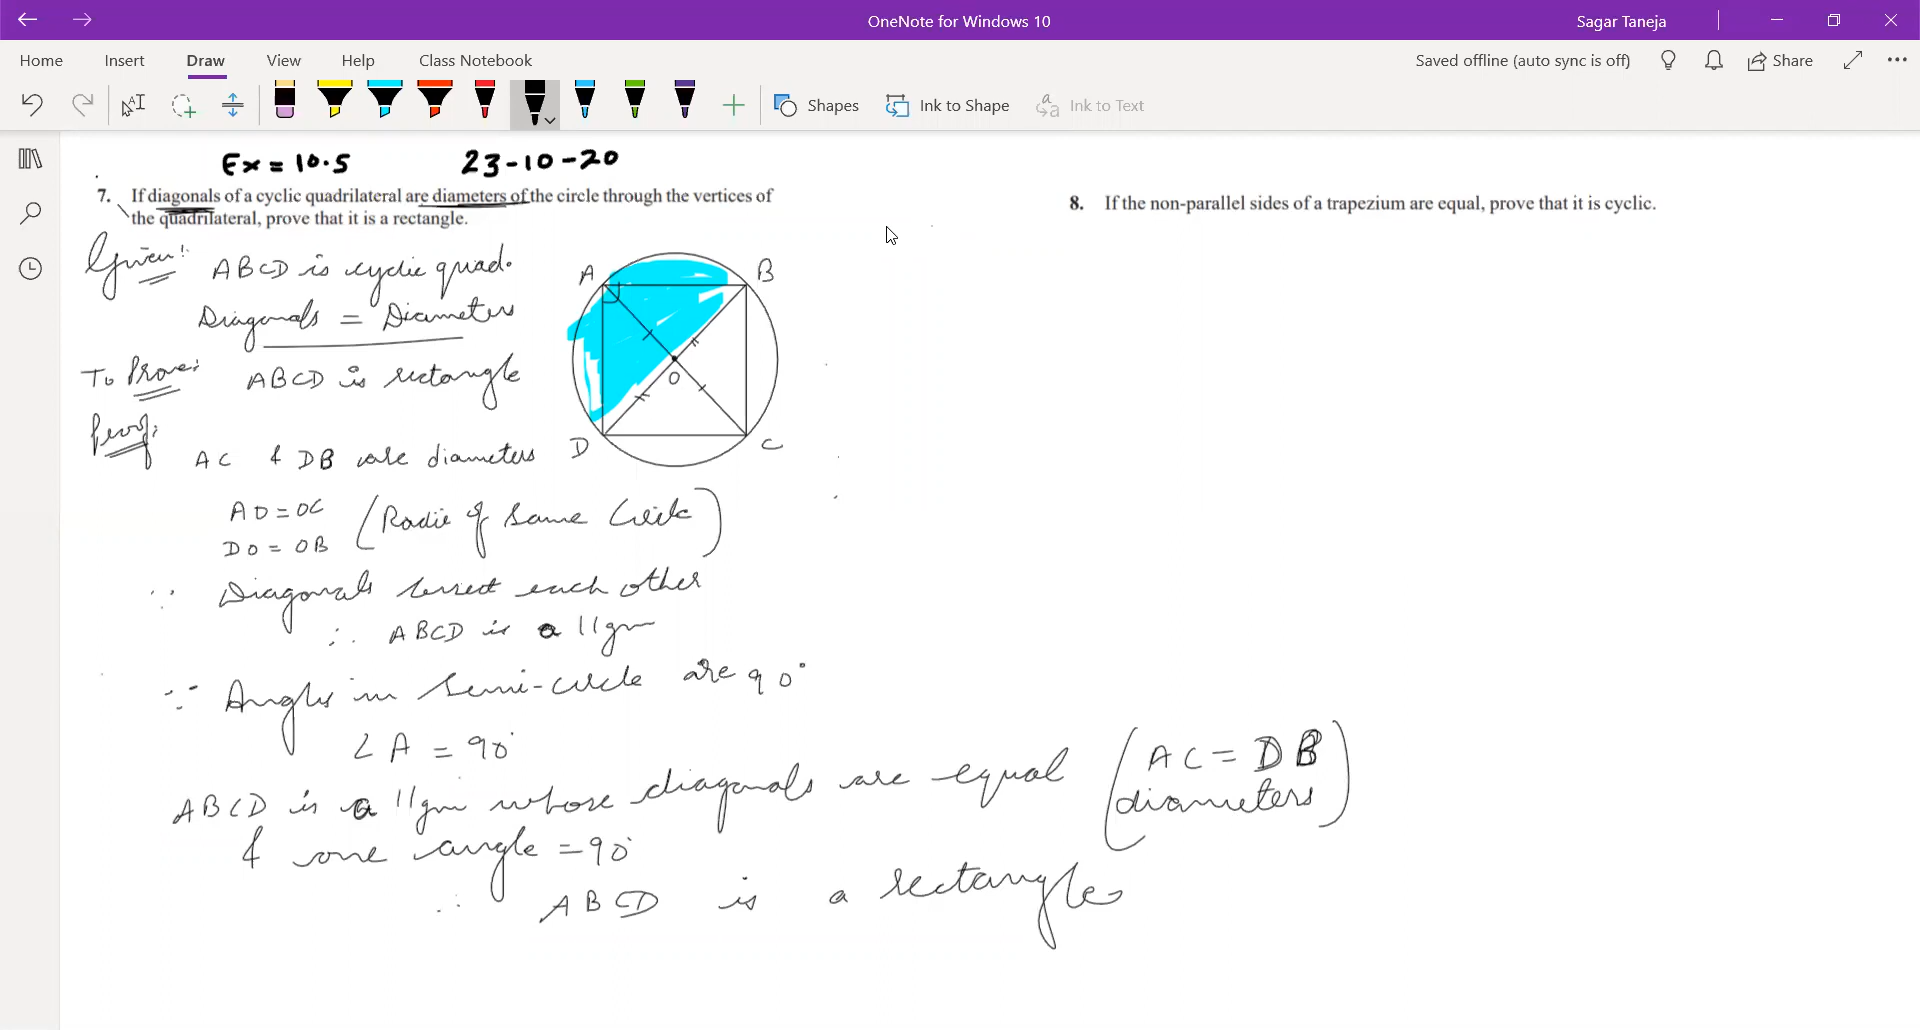 OneNote for Windows 10
Sagar Taneja
Home Insert Draw View Help Class Notebook
Saved offline (auto sync is off) Share
Shapes Ink to Shape Ink to Text
Ex = 10.5 23-10-20
7. If diagonals of a cyclic quadrilateral are diameters of the circle through the vertices of
the quadrilateral, prove that it is a rectangle.
Given: ABCD is cyclic quad.
Diagonals = Diameters
To Prove: ABCD is rectangle
Proof:
AC & DB are diameters
AO = OC
DO = OB (Radii of Same Circle)
∵ Diagonals bisect each other
∴ ABCD is a ||gm
∵ Angles in Semi-circle are 90°
∠A = 90°
ABCD is a ||gm whose diagonals are equal (AC = DB
diameters)
& one angle = 90°
∴ ABCD is a rectangle
A B
O
D C
8. If the non-parallel sides of a trapezium are equal, prove that it is cyclic.